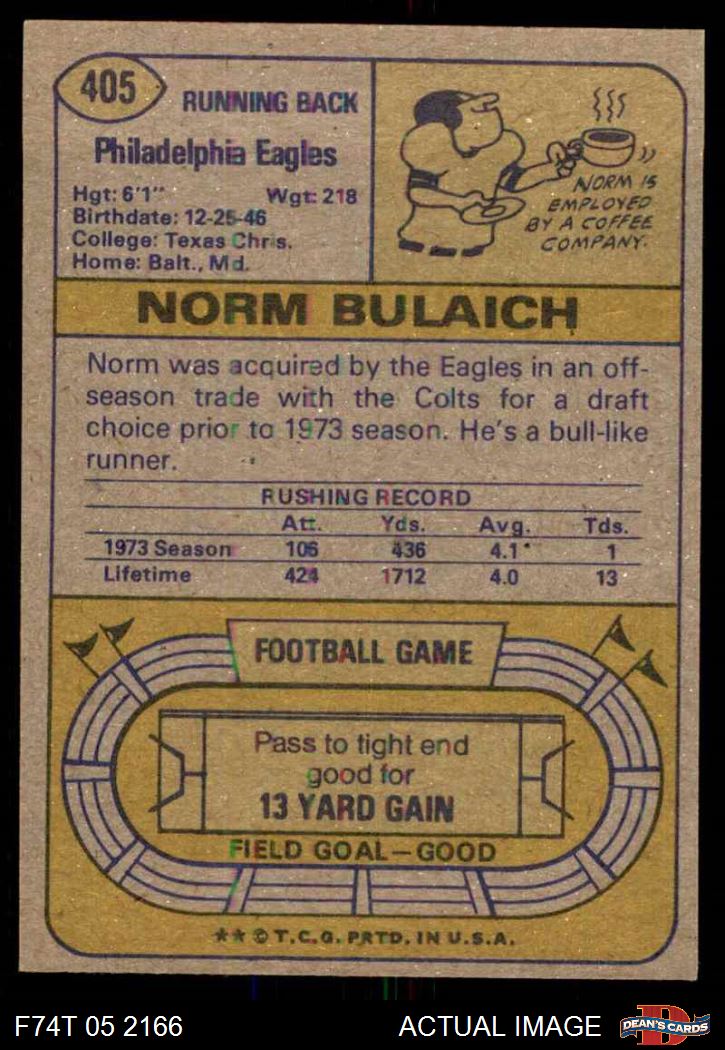 405
RUNNING BACK
Philadelphia Eagles
Hgt: 6'1" Wgt: 218
Birthdate: 12-25-46
College: Texas Chris.
Home: Balt., Md.
NORM IS
EMPLOYED
BY A COFFEE
COMPANY.
NORM BULAICH
Norm was acquired by the Eagles in an off-
season trade with the Colts for a draft
choice prior to 1973 season. He's a bull-like
runner.
RUSHING RECORD
Att. Yds. Avg. Tds.
1973 Season 106 436 4.1 1
Lifetime 424 1712 4.0 13
FOOTBALL GAME
Pass to tight end
good for
13 YARD GAIN
FIELD GOAL—GOOD
★★ © T.C.G. PRTD. IN U.S.A.
F74T 05 2166 ACTUAL IMAGE
D
DEAN'S CARDS